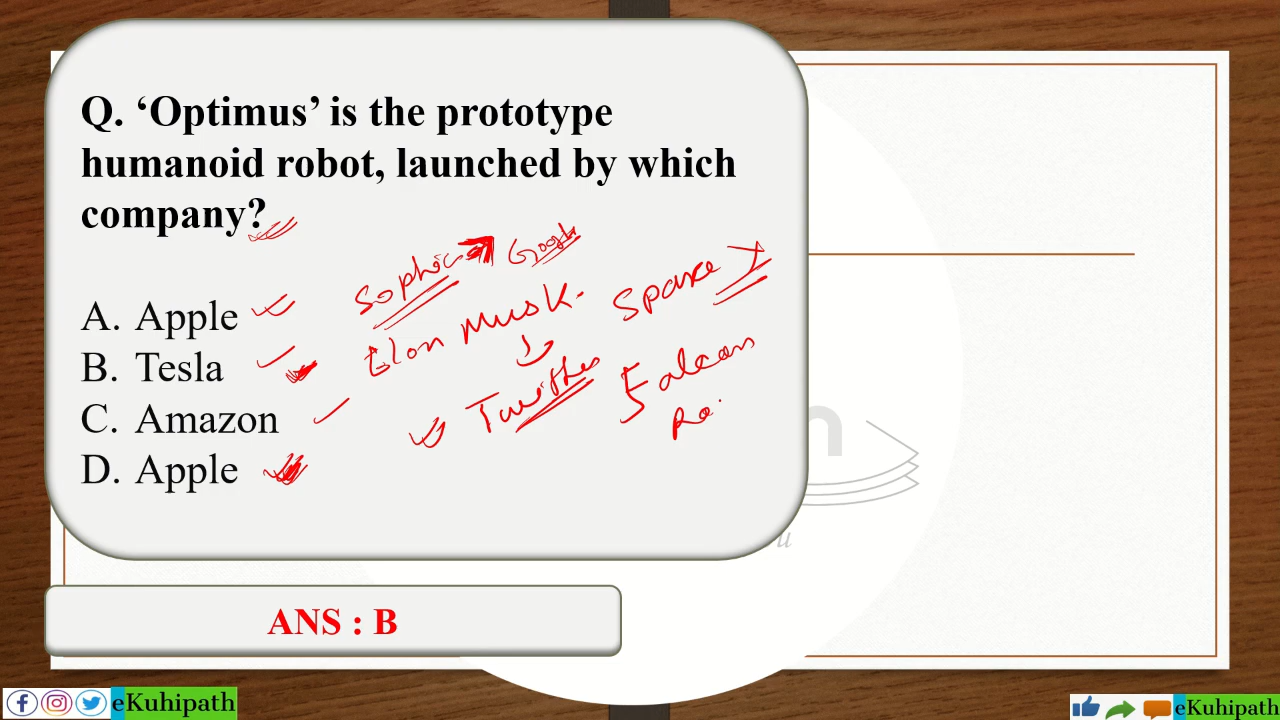 Q. ‘Optimus’ is the prototype
humanoid robot, launched by which
company?
Sophia Google
A. Apple
Elon Musk.
Space X
B. Tesla
Twitter
Falcon
C. Amazon
D. Apple
ANS : B
eKuhipath
eKuhipath